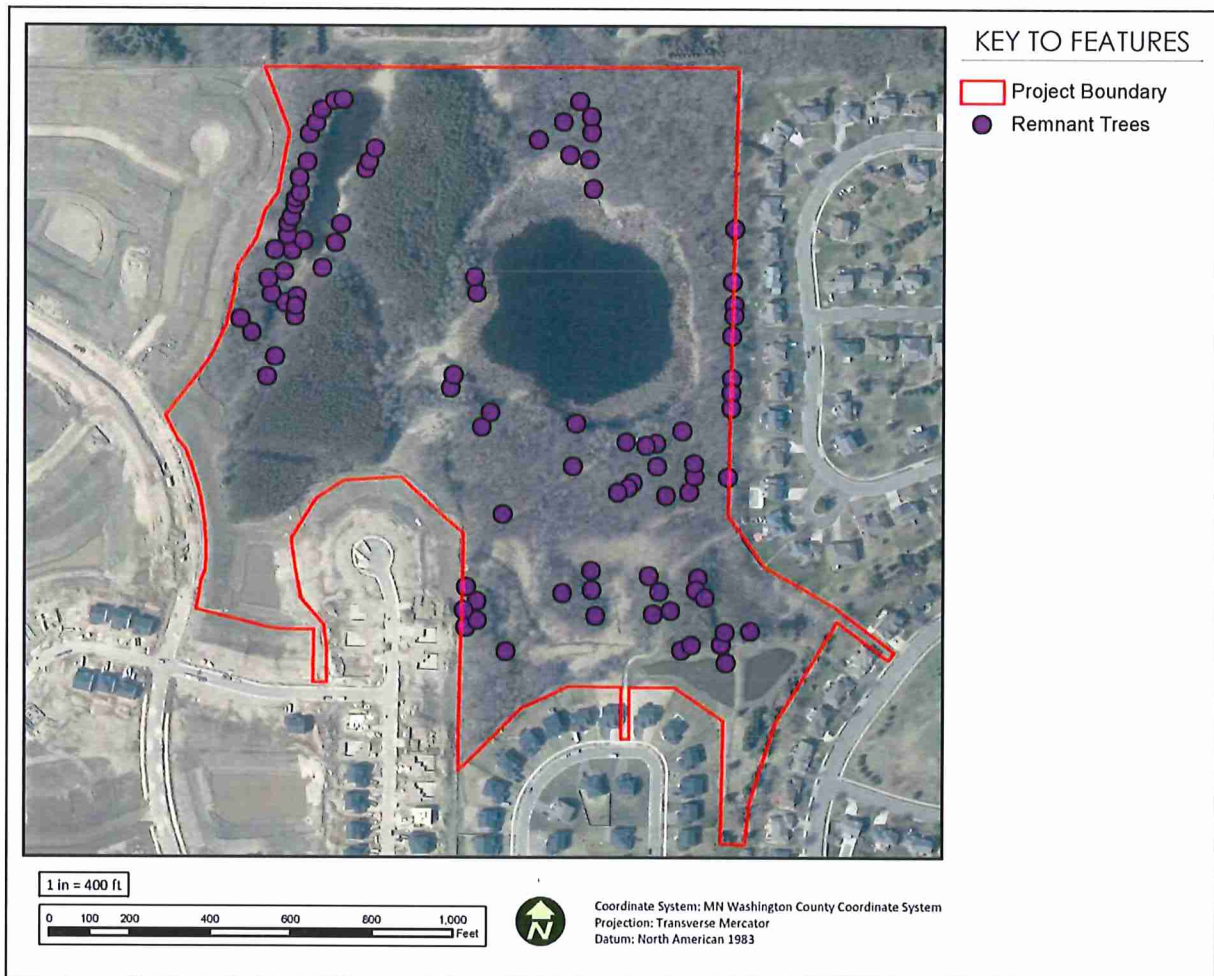 KEY TO FEATURES
Project Boundary
Remnant Trees
1 in = 400 ft
0 100 200 400 600 800 1,000
Feet
N
Coordinate System: MN Washington County Coordinate System
Projection: Transverse Mercator
Datum: North American 1983